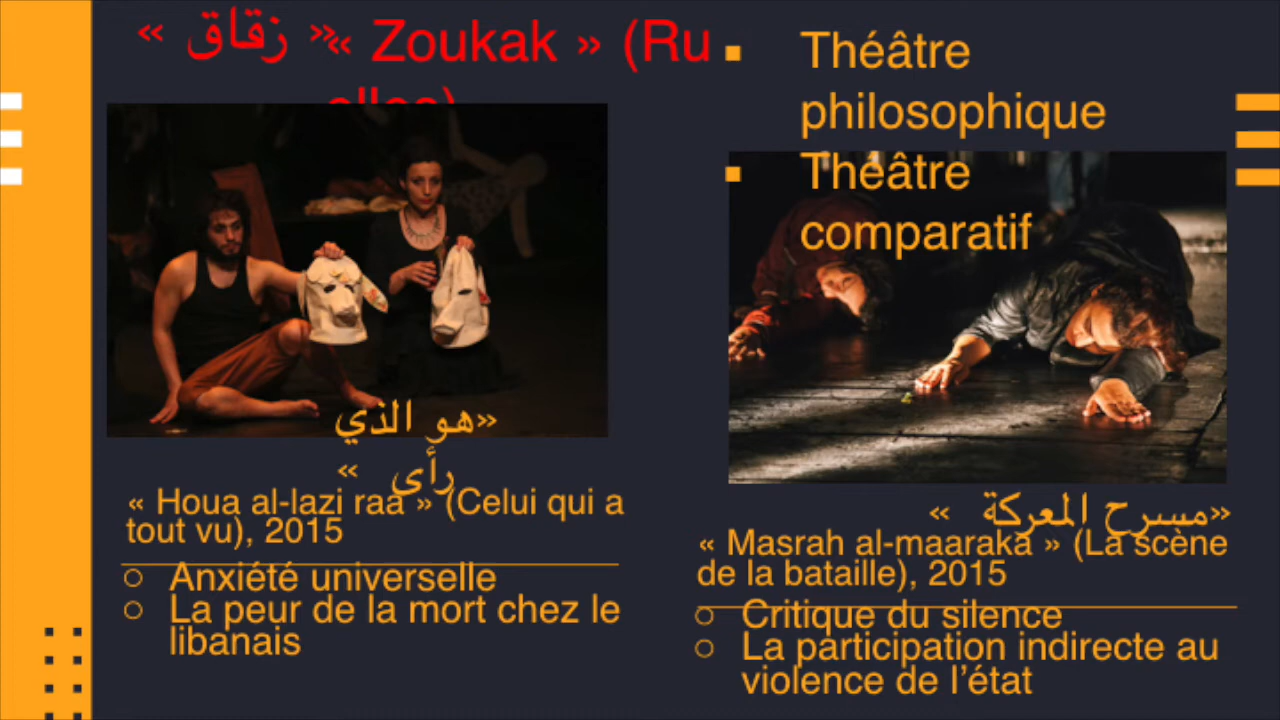 « زقاق » « Zoukak » (Ru
elles)
▪ Théâtre
philosophique
▪ Théâtre
comparatif
«هو الذي
رأى »
« Houa al-lazi raa » (Celui qui a
tout vu), 2015
○ Anxiété universelle
○ La peur de la mort chez le
libanais
«مسرح المعركة »
« Masrah al-maaraka » (La scène
de la bataille), 2015
○ Critique du silence
○ La participation indirecte au
violence de l’état